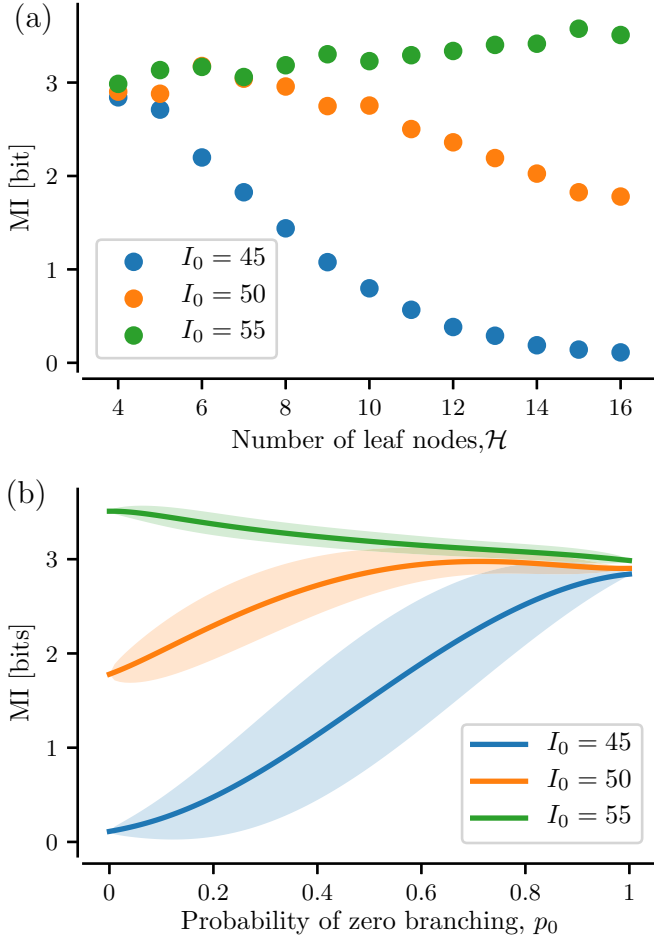 (a)
MI [bit]
3
2
1
0
I₀ = 45
I₀ = 50
I₀ = 55
4 6 8 10 12 14 16
Number of leaf nodes,ℋ
(b)
MI [bits]
3
2
1
0
I₀ = 45
I₀ = 50
I₀ = 55
0 0.2 0.4 0.6 0.8 1
Probability of zero branching, p₀